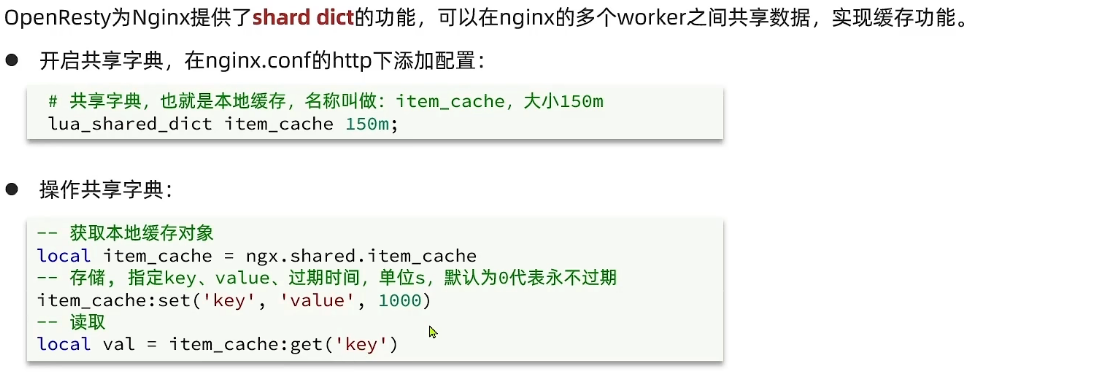 OpenResty为Nginx提供了shard dict的功能，可以在nginx的多个worker之间共享数据，实现缓存功能。
● 开启共享字典，在nginx.conf的http下添加配置：
# 共享字典，也就是本地缓存，名称叫做：item_cache，大小150m
lua_shared_dict item_cache 150m;
● 操作共享字典：
-- 获取本地缓存对象
local item_cache = ngx.shared.item_cache
-- 存储, 指定key、value、过期时间，单位s，默认为0代表永不过期
item_cache:set('key', 'value', 1000)
-- 读取
local val = item_cache:get('key')